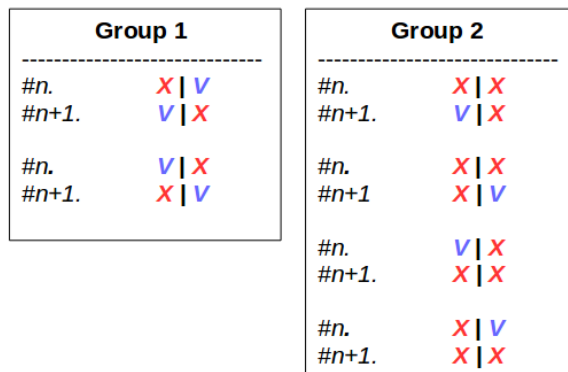 Group 1
--------------------------------
#n. X | V
#n+1. V | X
#n. V | X
#n+1. X | V
Group 2
--------------------------------
#n. X | X
#n+1. V | X
#n. X | X
#n+1 X | V
#n. V | X
#n+1. X | X
#n. X | V
#n+1. X | X